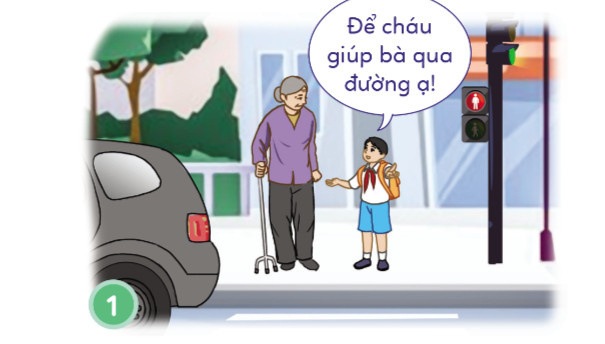 Để cháu
giúp bà qua
đường ạ!
1